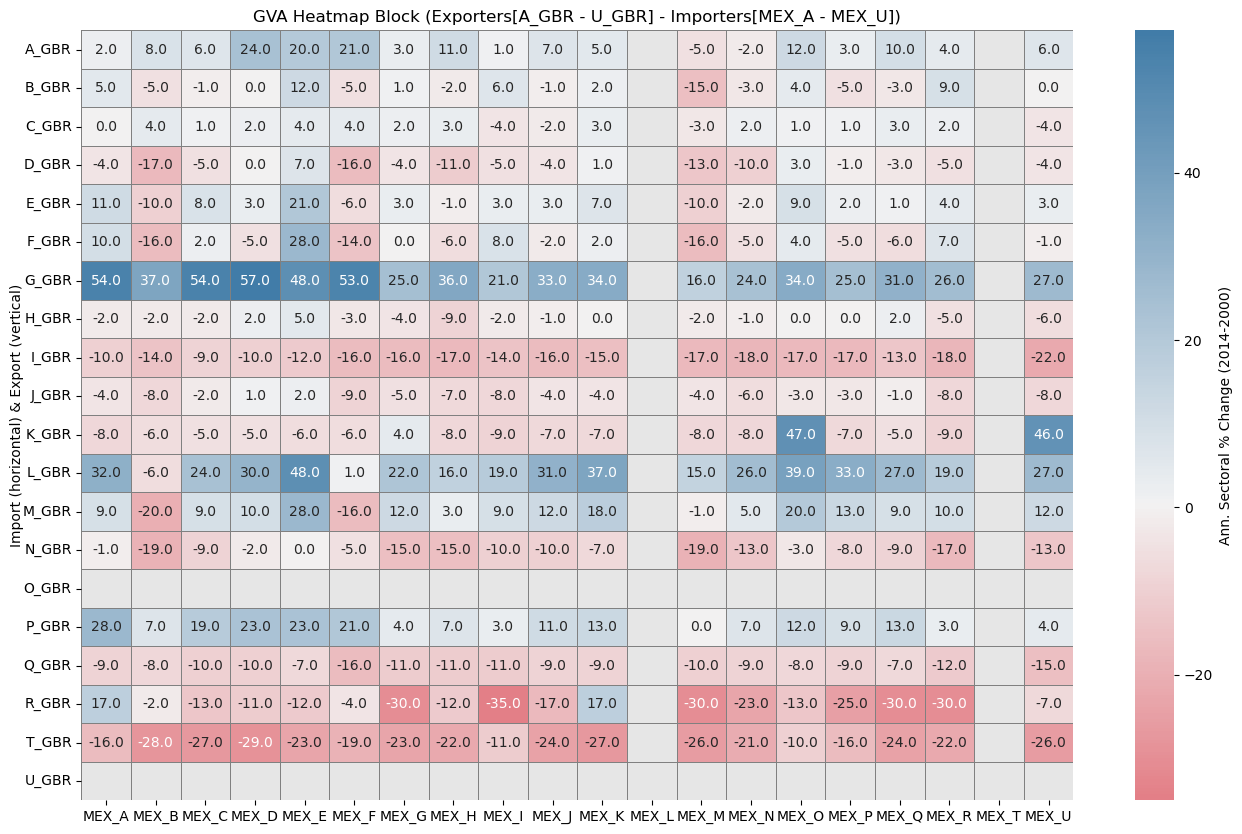 GVA Heatmap Block (Exporters[A_GBR - U_GBR] - Importers[MEX_A - MEX_U])
A_GBR 2.0 8.0 6.0 24.0 20.0 21.0 3.0 11.0 1.0 7.0 5.0 -5.0 -2.0 12.0 3.0 10.0 4.0 6.0
B_GBR 5.0 -5.0 -1.0 0.0 12.0 -5.0 1.0 -2.0 6.0 -1.0 2.0 -15.0 -3.0 4.0 -5.0 -3.0 9.0 0.0
C_GBR 0.0 4.0 1.0 2.0 4.0 4.0 2.0 3.0 -4.0 -2.0 3.0 -3.0 2.0 1.0 1.0 3.0 2.0 -4.0
D_GBR -4.0 -17.0 -5.0 0.0 7.0 -16.0 -4.0 -11.0 -5.0 -4.0 1.0 -13.0 -10.0 3.0 -1.0 -3.0 -5.0 -4.0
E_GBR 11.0 -10.0 8.0 3.0 21.0 -6.0 3.0 -1.0 3.0 3.0 7.0 -10.0 -2.0 9.0 2.0 1.0 4.0 3.0
F_GBR 10.0 -16.0 2.0 -5.0 28.0 -14.0 0.0 -6.0 8.0 -2.0 2.0 -16.0 -5.0 4.0 -5.0 -6.0 7.0 -1.0
G_GBR 54.0 37.0 54.0 57.0 48.0 53.0 25.0 36.0 21.0 33.0 34.0 16.0 24.0 34.0 25.0 31.0 26.0 27.0
H_GBR -2.0 -2.0 -2.0 2.0 5.0 -3.0 -4.0 -9.0 -2.0 -1.0 0.0 -2.0 -1.0 0.0 0.0 2.0 -5.0 -6.0
I_GBR -10.0 -14.0 -9.0 -10.0 -12.0 -16.0 -16.0 -17.0 -14.0 -16.0 -15.0 -17.0 -18.0 -17.0 -17.0 -13.0 -18.0 -22.0
J_GBR -4.0 -8.0 -2.0 1.0 2.0 -9.0 -5.0 -7.0 -8.0 -4.0 -4.0 -4.0 -6.0 -3.0 -3.0 -1.0 -8.0 -8.0
K_GBR -8.0 -6.0 -5.0 -5.0 -6.0 -6.0 4.0 -8.0 -9.0 -7.0 -7.0 -8.0 -8.0 47.0 -7.0 -5.0 -9.0 46.0
L_GBR 32.0 -6.0 24.0 30.0 48.0 1.0 22.0 16.0 19.0 31.0 37.0 15.0 26.0 39.0 33.0 27.0 19.0 27.0
M_GBR 9.0 -20.0 9.0 10.0 28.0 -16.0 12.0 3.0 9.0 12.0 18.0 -1.0 5.0 20.0 13.0 9.0 10.0 12.0
N_GBR -1.0 -19.0 -9.0 -2.0 0.0 -5.0 -15.0 -15.0 -10.0 -10.0 -7.0 -19.0 -13.0 -3.0 -8.0 -9.0 -17.0 -13.0
O_GBR
P_GBR 28.0 7.0 19.0 23.0 23.0 21.0 4.0 7.0 3.0 11.0 13.0 0.0 7.0 12.0 9.0 13.0 3.0 4.0
Q_GBR -9.0 -8.0 -10.0 -10.0 -7.0 -16.0 -11.0 -11.0 -11.0 -9.0 -9.0 -10.0 -9.0 -8.0 -9.0 -7.0 -12.0 -15.0
R_GBR 17.0 -2.0 -13.0 -11.0 -12.0 -4.0 -30.0 -12.0 -35.0 -17.0 17.0 -30.0 -23.0 -13.0 -25.0 -30.0 -30.0 -7.0
T_GBR -16.0 -28.0 -27.0 -29.0 -23.0 -19.0 -23.0 -22.0 -11.0 -24.0 -27.0 -26.0 -21.0 -10.0 -16.0 -24.0 -22.0 -26.0
U_GBR
MEX_A MEX_B MEX_C MEX_D MEX_E MEX_F MEX_G MEX_H MEX_I MEX_J MEX_K MEX_L MEX_M MEX_N MEX_O MEX_P MEX_Q MEX_R MEX_T MEX_U
Import (horizontal) & Export (vertical)
40
20
0
−20
Ann. Sectoral % Change (2014-2000)